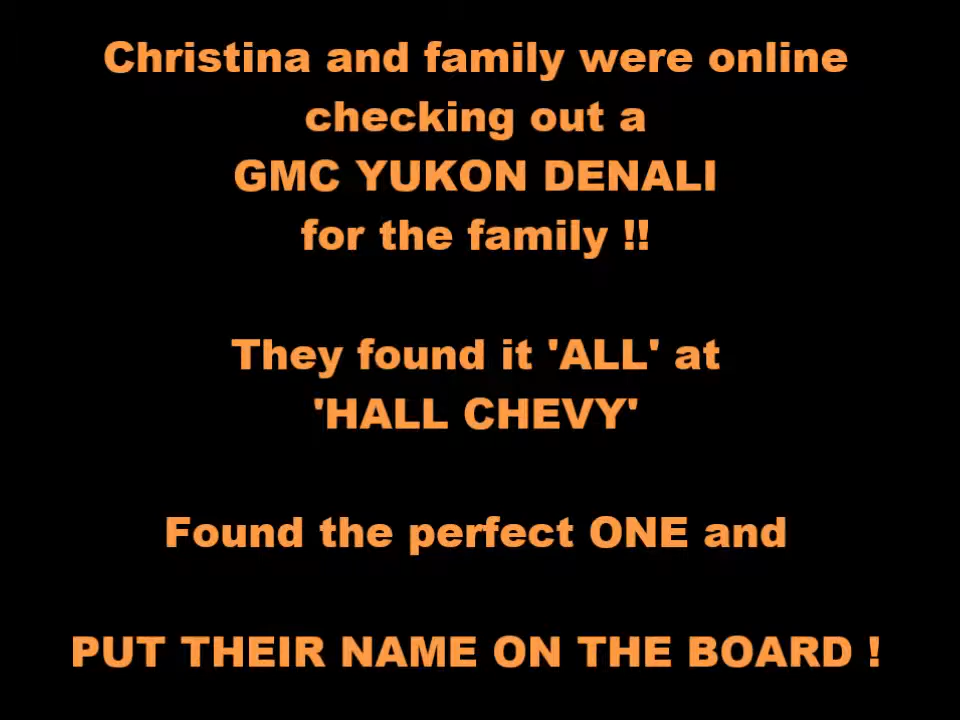 Christina and family were online
checking out a
GMC YUKON DENALI
for the family !!
They found it 'ALL' at
'HALL CHEVY'
Found the perfect ONE and
PUT THEIR NAME ON THE BOARD !